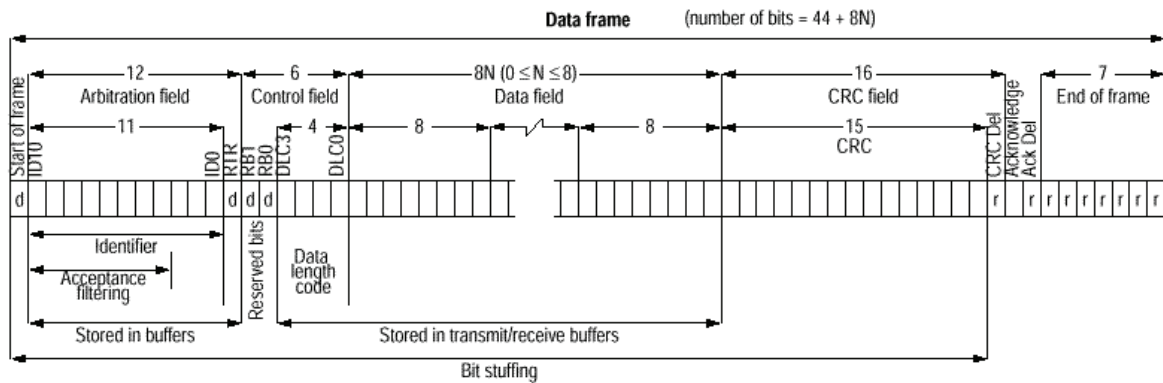 Data frame (number of bits = 44 + 8N)
12 6 8N (0 ≤ N ≤ 8) 16 7
Arbitration field Control field Data field CRC field End of frame
11 4 8 8 15
CRC
Start of frame
ID10
ID0
RTR
RB1
RB0
DLC3
DLC0
CRC Del
Acknowledge
Ack Del
d d d d r r r r r r r r r
Identifier
Acceptance
filtering
Reserved bits
Data
length
code
Stored in buffers Stored in transmit/receive buffers
Bit stuffing